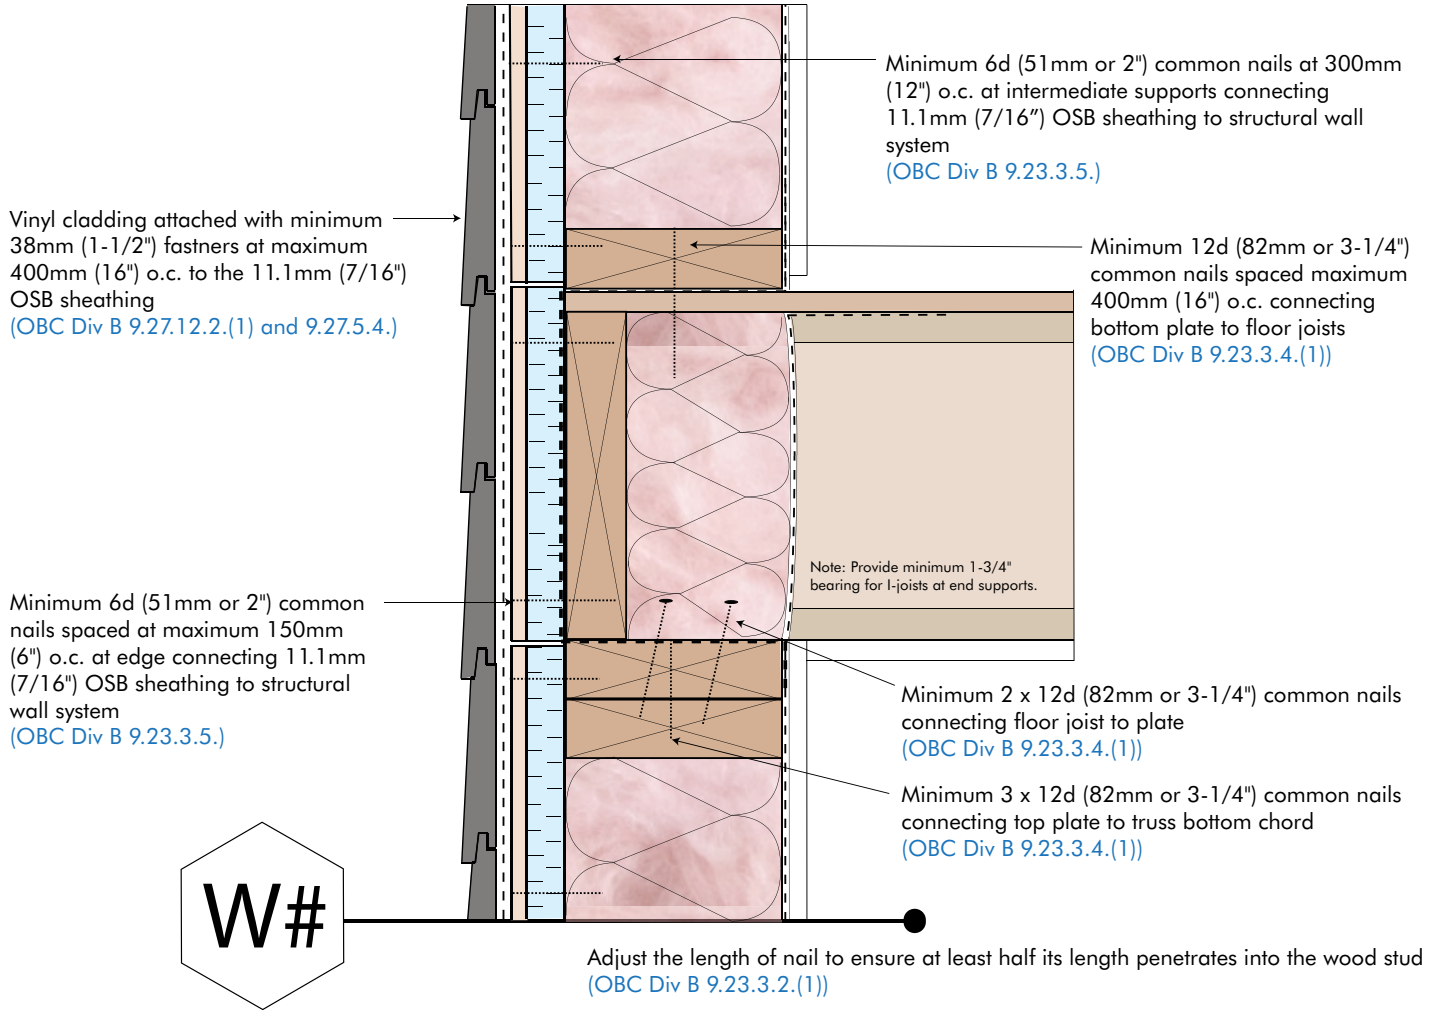 Minimum 6d (51mm or 2") common nails at 300mm
(12") o.c. at intermediate supports connecting
11.1mm (7/16”) OSB sheathing to structural wall
system
(OBC Div B 9.23.3.5.)
Vinyl cladding attached with minimum
38mm (1-1/2") fastners at maximum
400mm (16") o.c. to the 11.1mm (7/16")
OSB sheathing
(OBC Div B 9.27.12.2.(1) and 9.27.5.4.)
Minimum 12d (82mm or 3-1/4")
common nails spaced maximum
400mm (16") o.c. connecting
bottom plate to floor joists
(OBC Div B 9.23.3.4.(1))
Note: Provide minimum 1-3/4"
bearing for I-joists at end supports.
Minimum 6d (51mm or 2") common
nails spaced at maximum 150mm
(6") o.c. at edge connecting 11.1mm
(7/16") OSB sheathing to structural
wall system
(OBC Div B 9.23.3.5.)
Minimum 2 x 12d (82mm or 3-1/4") common nails
connecting floor joist to plate
(OBC Div B 9.23.3.4.(1))
Minimum 3 x 12d (82mm or 3-1/4") common nails
connecting top plate to truss bottom chord
(OBC Div B 9.23.3.4.(1))
W#
Adjust the length of nail to ensure at least half its length penetrates into the wood stud
(OBC Div B 9.23.3.2.(1))